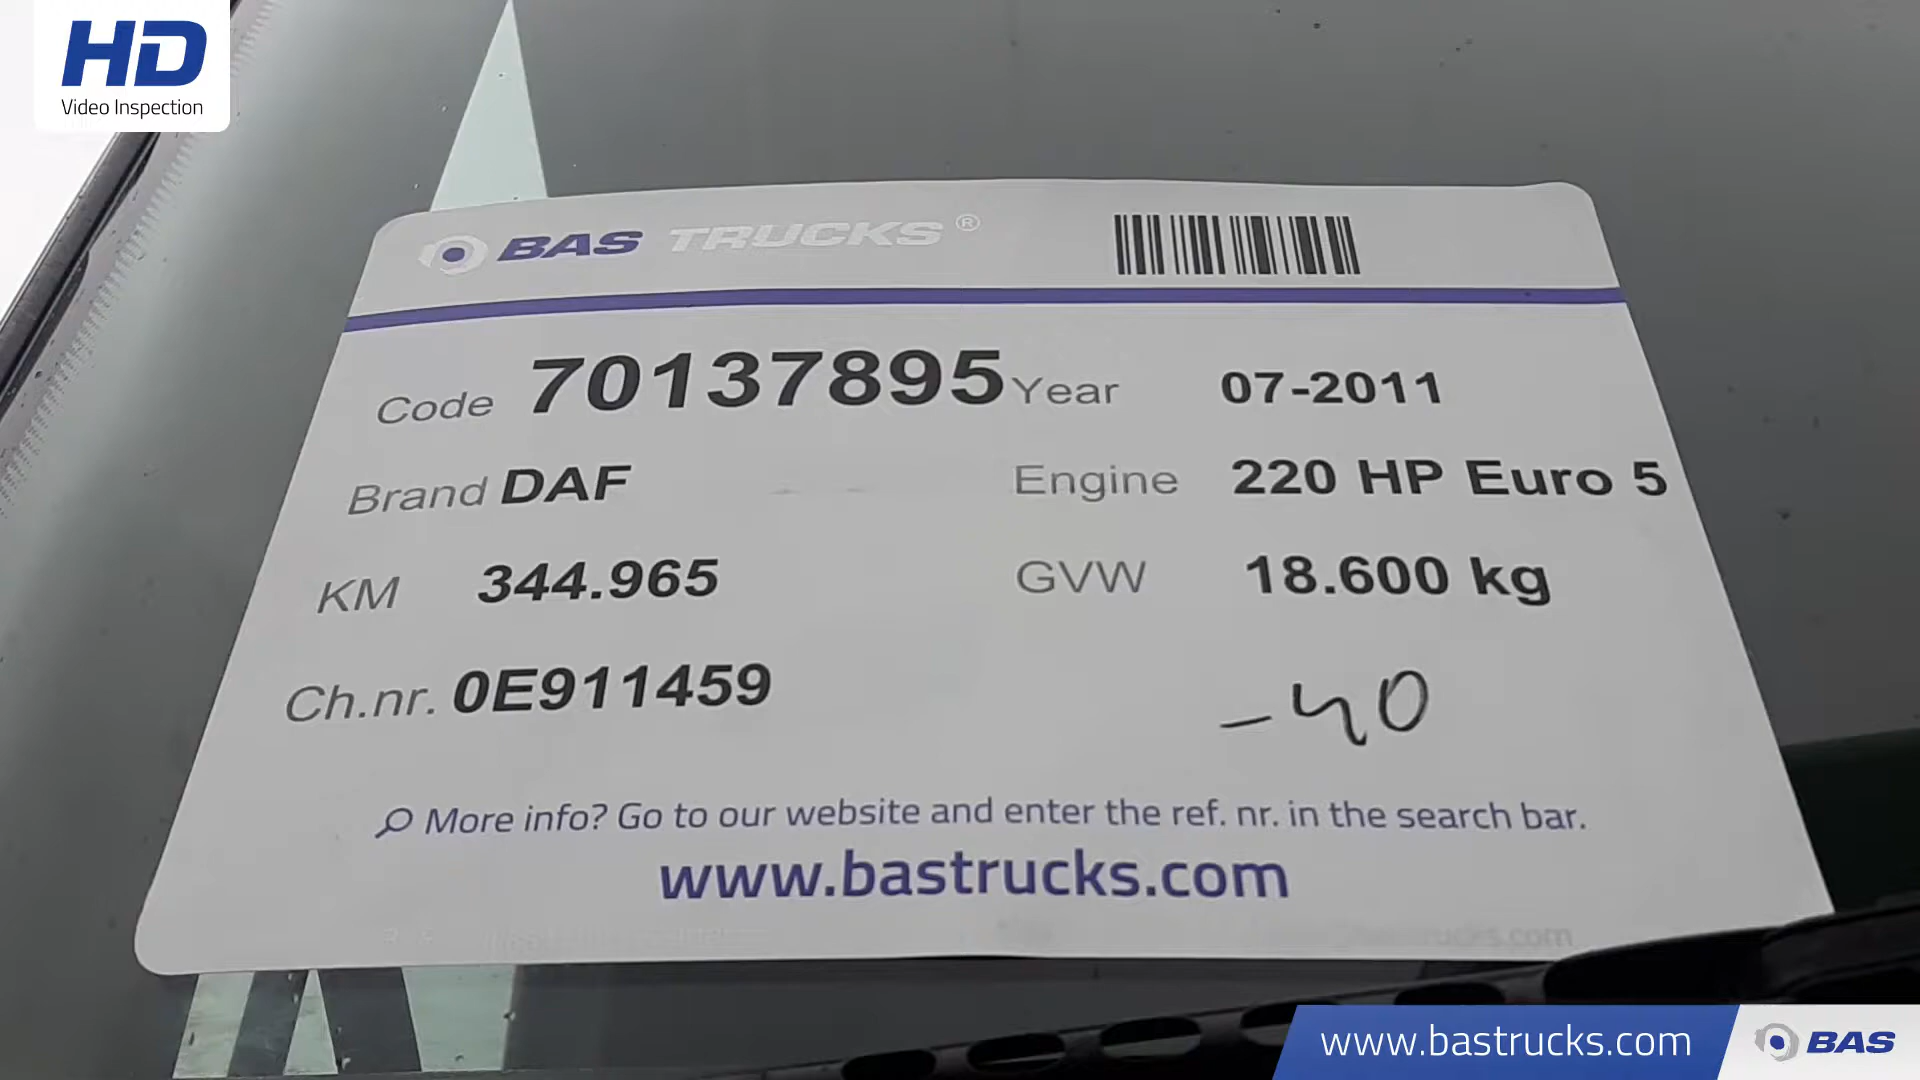 HD
Video Inspection
BAS TRUCKS®
Code 70137895 Year 07-2011
Brand DAF Engine 220 HP Euro 5
KM 344.965 GVW 18.600 kg
Ch.nr. 0E911459
-40
More info? Go to our website and enter the ref. nr. in the search bar.
www.bastrucks.com
www.bastrucks.com BAS